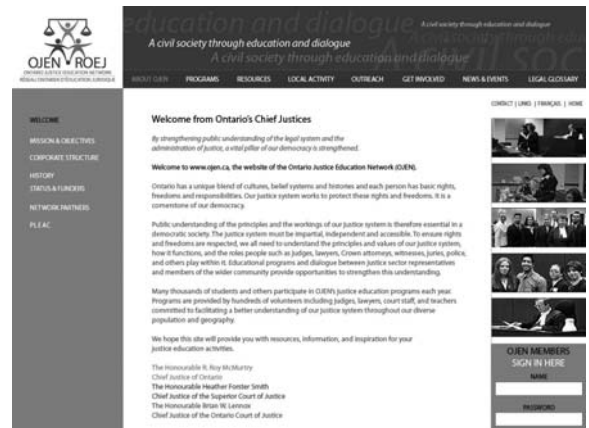 education and dialogue
A civil society through education and dialogue
A civil society through education and dialogue
A civil society through education and dialogue
OJEN ROEJ
ONTARIO JUSTICE EDUCATION NETWORK
RÉSEAU ONTARIEN D'ÉDUCATION JURIDIQUE
ABOUT OJEN PROGRAMS RESOURCES LOCAL ACTIVITY OUTREACH GET INVOLVED NEWS & EVENTS LEGAL GLOSSARY
CONTACT | LINKS | FRANÇAIS | HOME
WELCOME
MISSION & OBJECTIVES
CORPORATE STRUCTURE
HISTORY
STATUS & FUNDERS
NETWORK PARTNERS
P.L.E.A.C
Welcome from Ontario's Chief Justices
By strengthening public understanding of the legal system and the
administration of justice, a vital pillar of our democracy is strengthened.
Welcome to www.ojen.ca, the website of the Ontario Justice Education Network (OJEN).
Ontario has a unique blend of cultures, belief systems and histories and each person has basic rights,
freedoms and responsibilities. Our justice system works to protect these rights and freedoms. It is a
cornerstone of our democracy.
Public understanding of the principles and the workings of our justice system is therefore essential in a
democratic society. The justice system must be impartial, independent and accessible. To ensure rights
and freedoms are respected, we all need to understand the principles and values of our justice system,
how it functions, and the roles people such as judges, lawyers, Crown attorneys, witnesses, juries, police,
and others play within it. Educational programs and dialogue between justice sector representatives
and members of the wider community provide opportunities to strengthen this understanding.
Many thousands of students and others participate in OJEN's justice education programs each year.
Programs are provided by hundreds of volunteers including judges, lawyers, court staff, and teachers
committed to facilitating a better understanding of our justice system throughout our diverse
population and geography.
We hope this site will provide you with resources, information, and inspiration for your
justice education activities.
The Honourable R. Roy McMurtry
Chief Justice of Ontario
The Honourable Heather Forster Smith
Chief Justice of the Superior Court of Justice
The Honourable Brian W. Lennox
Chief Justice of the Ontario Court of Justice
OJEN MEMBERS
SIGN IN HERE
NAME
PASSWORD